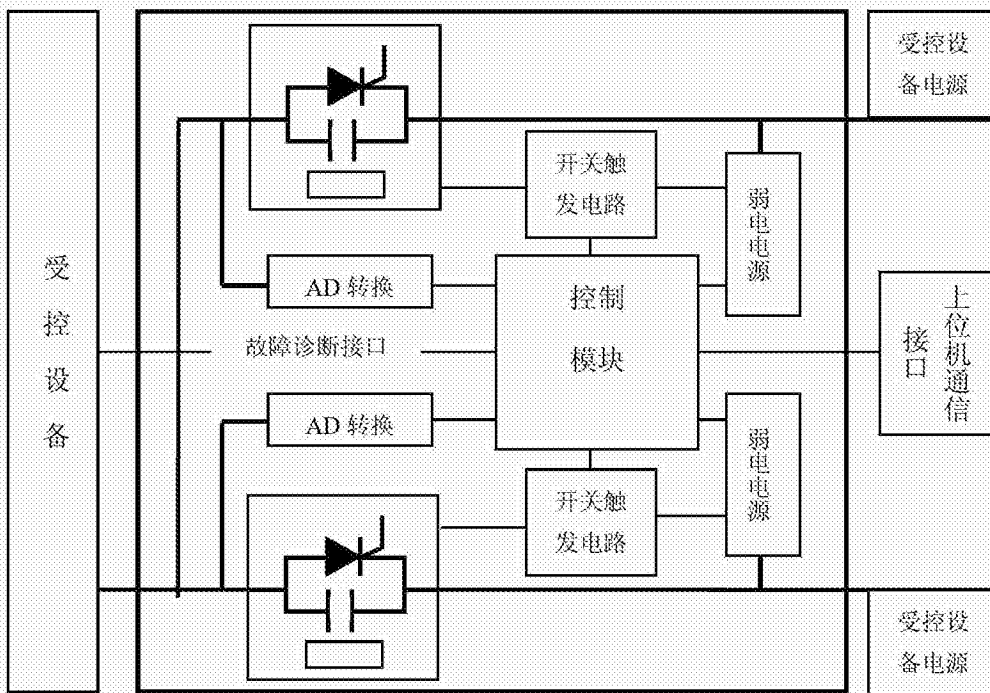 受控设
备电源
开关触
发电路
弱电电源
受控设备
AD 转换
控制
模块
上位机通信
接口
故障诊断接口
AD 转换
弱电电源
开关触
发电路
受控设
备电源